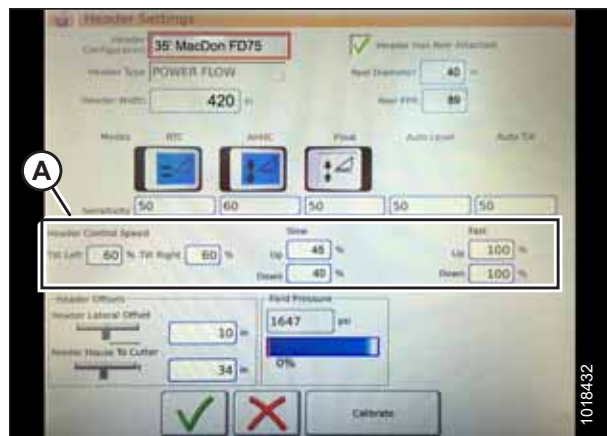 Header Settings
Header Configuration 35' MacDon FD75 Header Has Reel Attached
Header Type POWER FLOW Reel Diameter 40 in
Header Width 420 in Reel PPR 89
Modes RTC AHHC Float Auto Level Auto Tilt
Sensitivity 50 60 50 50 50
A
Header Control Speed Slow Fast
Tilt Left 60 % Tilt Right 60 % Up 45 % Up 100 %
Down 40 % Down 100 %
Header Offsets Field Pressure
Header Lateral Offset 1647 psi
10 in
Feeder House To Cutter 0%
34 in
Calibrate
1018432